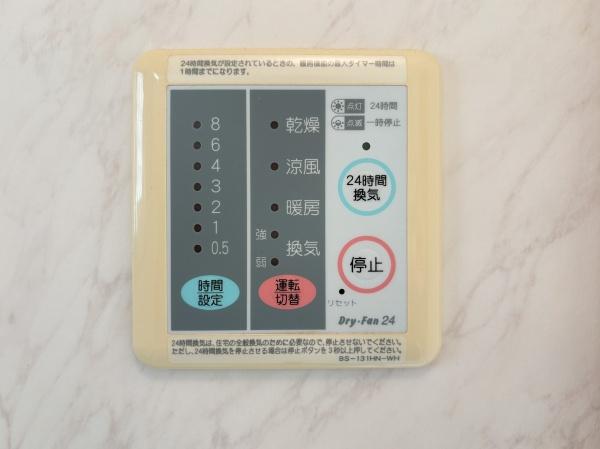 24時間換気が設定されているときの、暖房機能の最大タイマー時間は
1時間までになります。
8
6
4
3
2
1
0.5
時間
設定
乾燥
涼風
暖房
強
換気
弱
運転
切替
点灯 24時間
点滅 一時停止
24時間
換気
停止
リセット
Dry・Fan 24
24時間換気は、住宅の全般換気のために必要なので、停止させないでください。
ただし、24時間換気を停止させる場合は停止ボタンを3秒以上押してください。
BS-131HN-WH